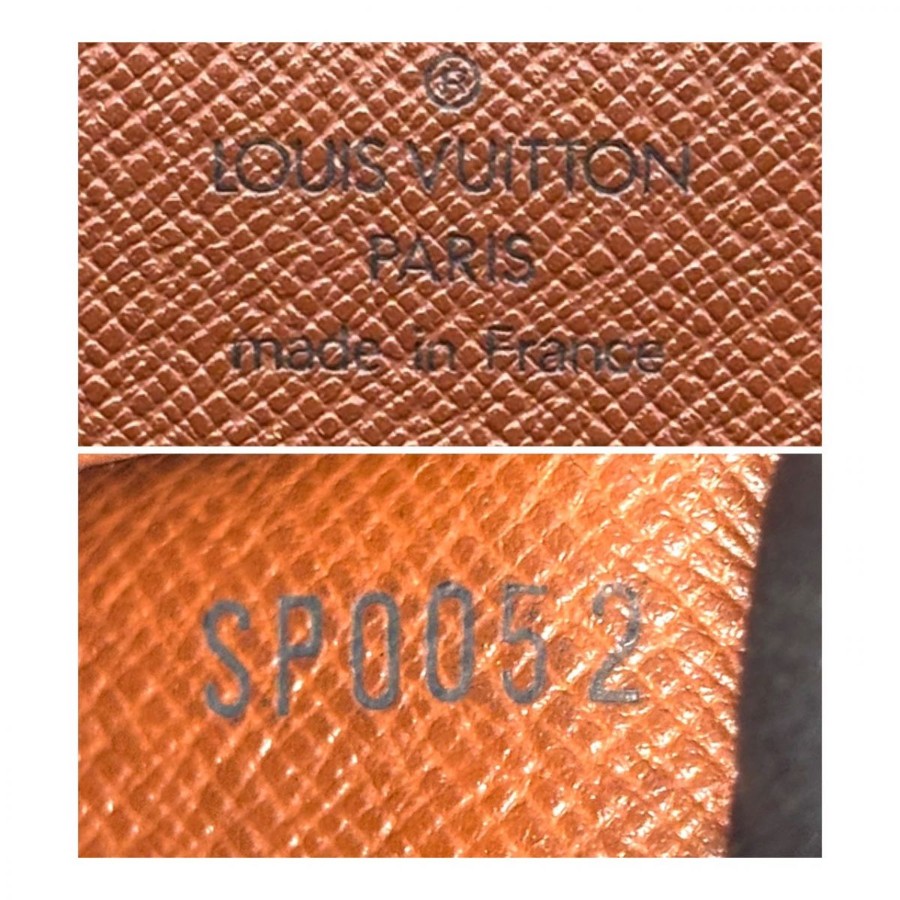 ®
LOUIS VUITTON
PARIS
made in France
SP0052